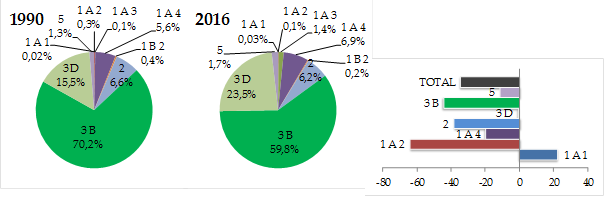 1990
1 A 1
0,02%
5
1,3%
1 A 2
0,3%
1 A 3
0,1%
1 A 4
5,6%
1 B 2
0,4%
2
6,6%
3 D
15,5%
3 B
70,2%
2016
5
1,7%
1 A 1
0,03%
1 A 2
0,1%
1 A 3
1,4%
1 A 4
6,9%
1 B 2
0,2%
2
6,2%
3 D
23,5%
3 B
59,8%
TOTAL
5
3 B
3 D
2
1 A 4
1 A 2
1 A 1
-80 -60 -40 -20 0 20 40